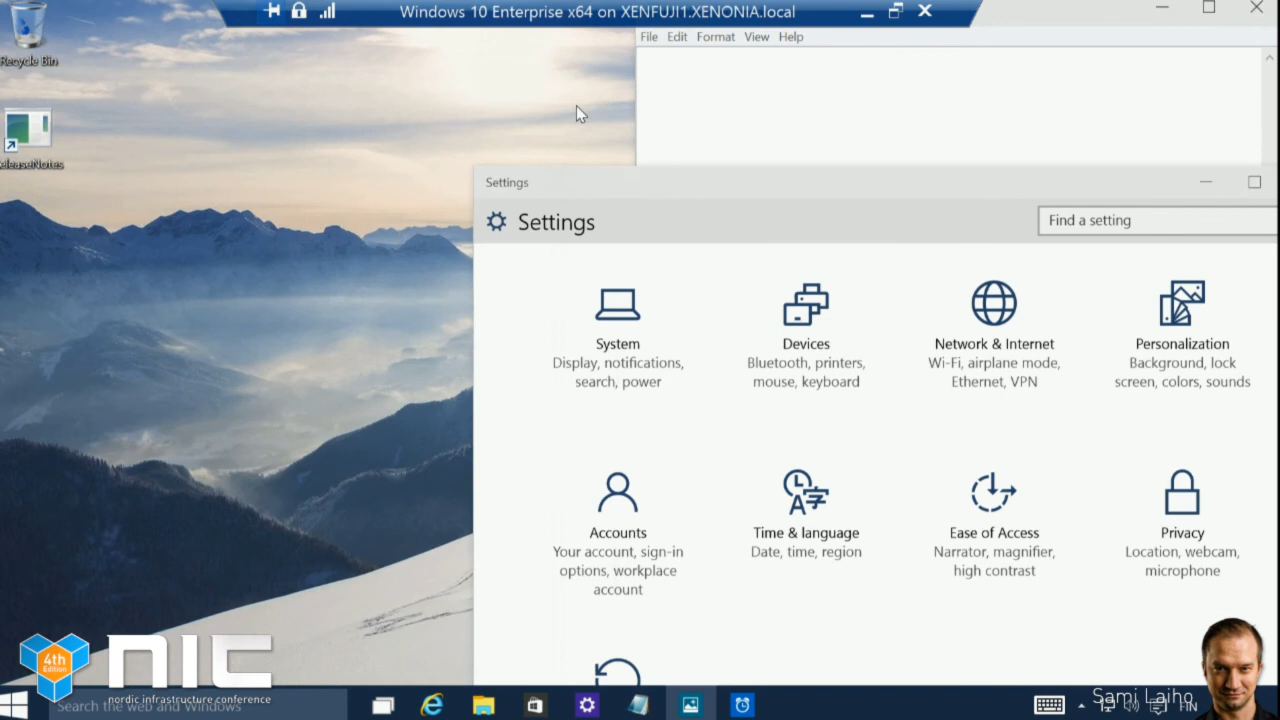 Windows 10 Enterprise x64 on XENFUJI1.XENONIA.local
Recycle Bin
eleaseNotes
File Edit Format View Help
Settings
Settings
Find a setting
System
Display, notifications,
search, power
Devices
Bluetooth, printers,
mouse, keyboard
Network & Internet
Wi-Fi, airplane mode,
Ethernet, VPN
Personalization
Background, lock
screen, colors, sounds
Accounts
Your account, sign-in
options, workplace
account
Time & language
Date, time, region
Ease of Access
Narrator, magnifier,
high contrast
Privacy
Location, webcam,
microphone
4th
Edition
nic
nordic infrastructure conference
Search the web and Windows
Sami Laiho
FIN